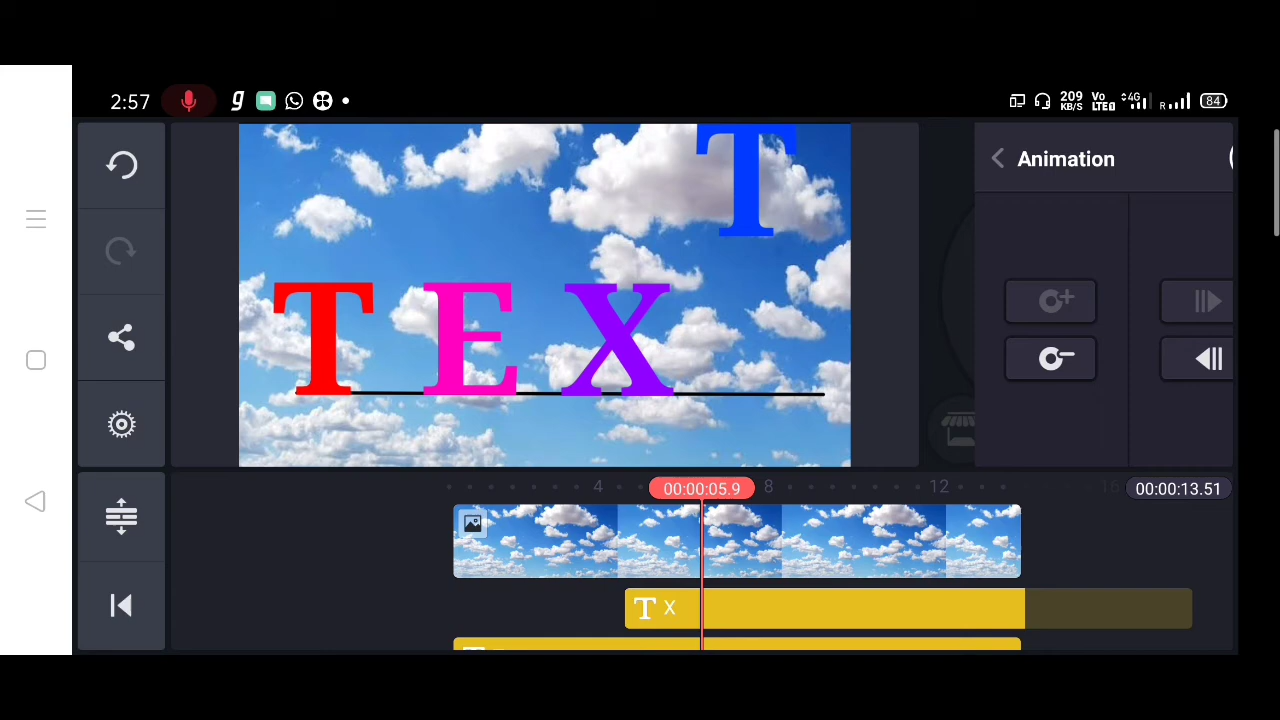 2:57 g 209 KB/S Vo LTE 4G R 84
Animation
T
T E X
4 00:00:05.9 8 12 16 00:00:13.51
T X